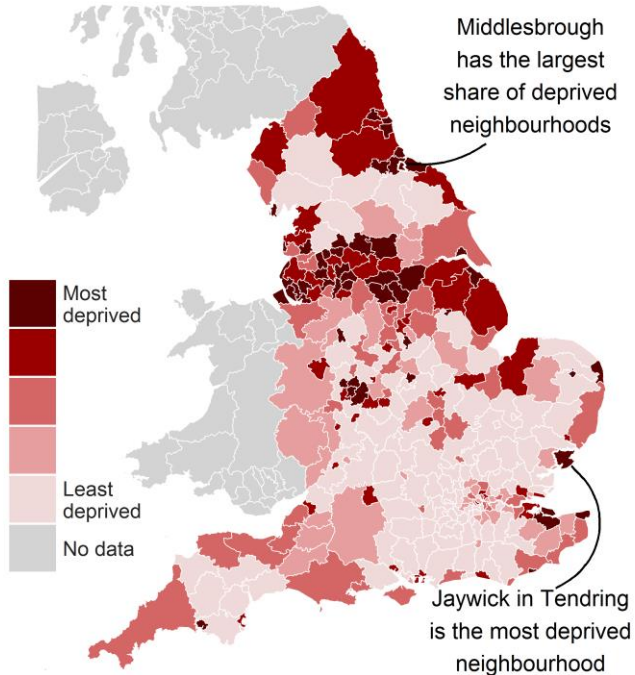 Middlesbrough
has the largest
share of deprived
neighbourhoods
Most
deprived
Least
deprived
No data
Jaywick in Tendring
is the most deprived
neighbourhood